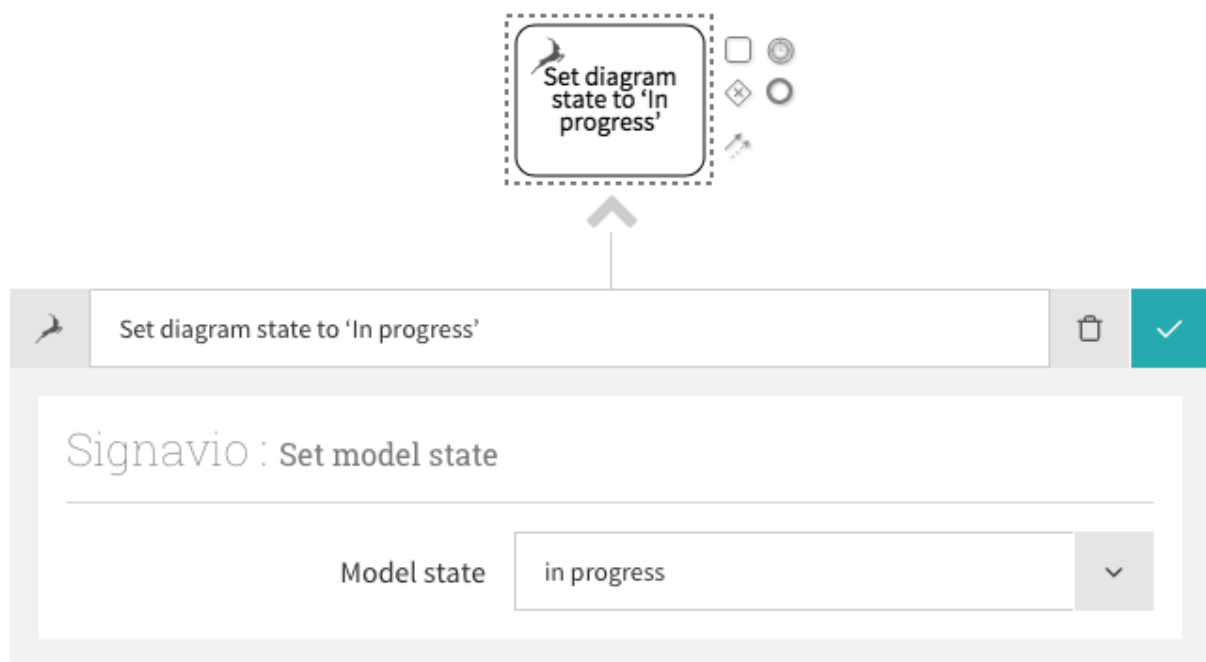 Set diagram
state to ‘In
progress’
Set diagram state to ‘In progress’
Signavio : Set model state
Model state in progress